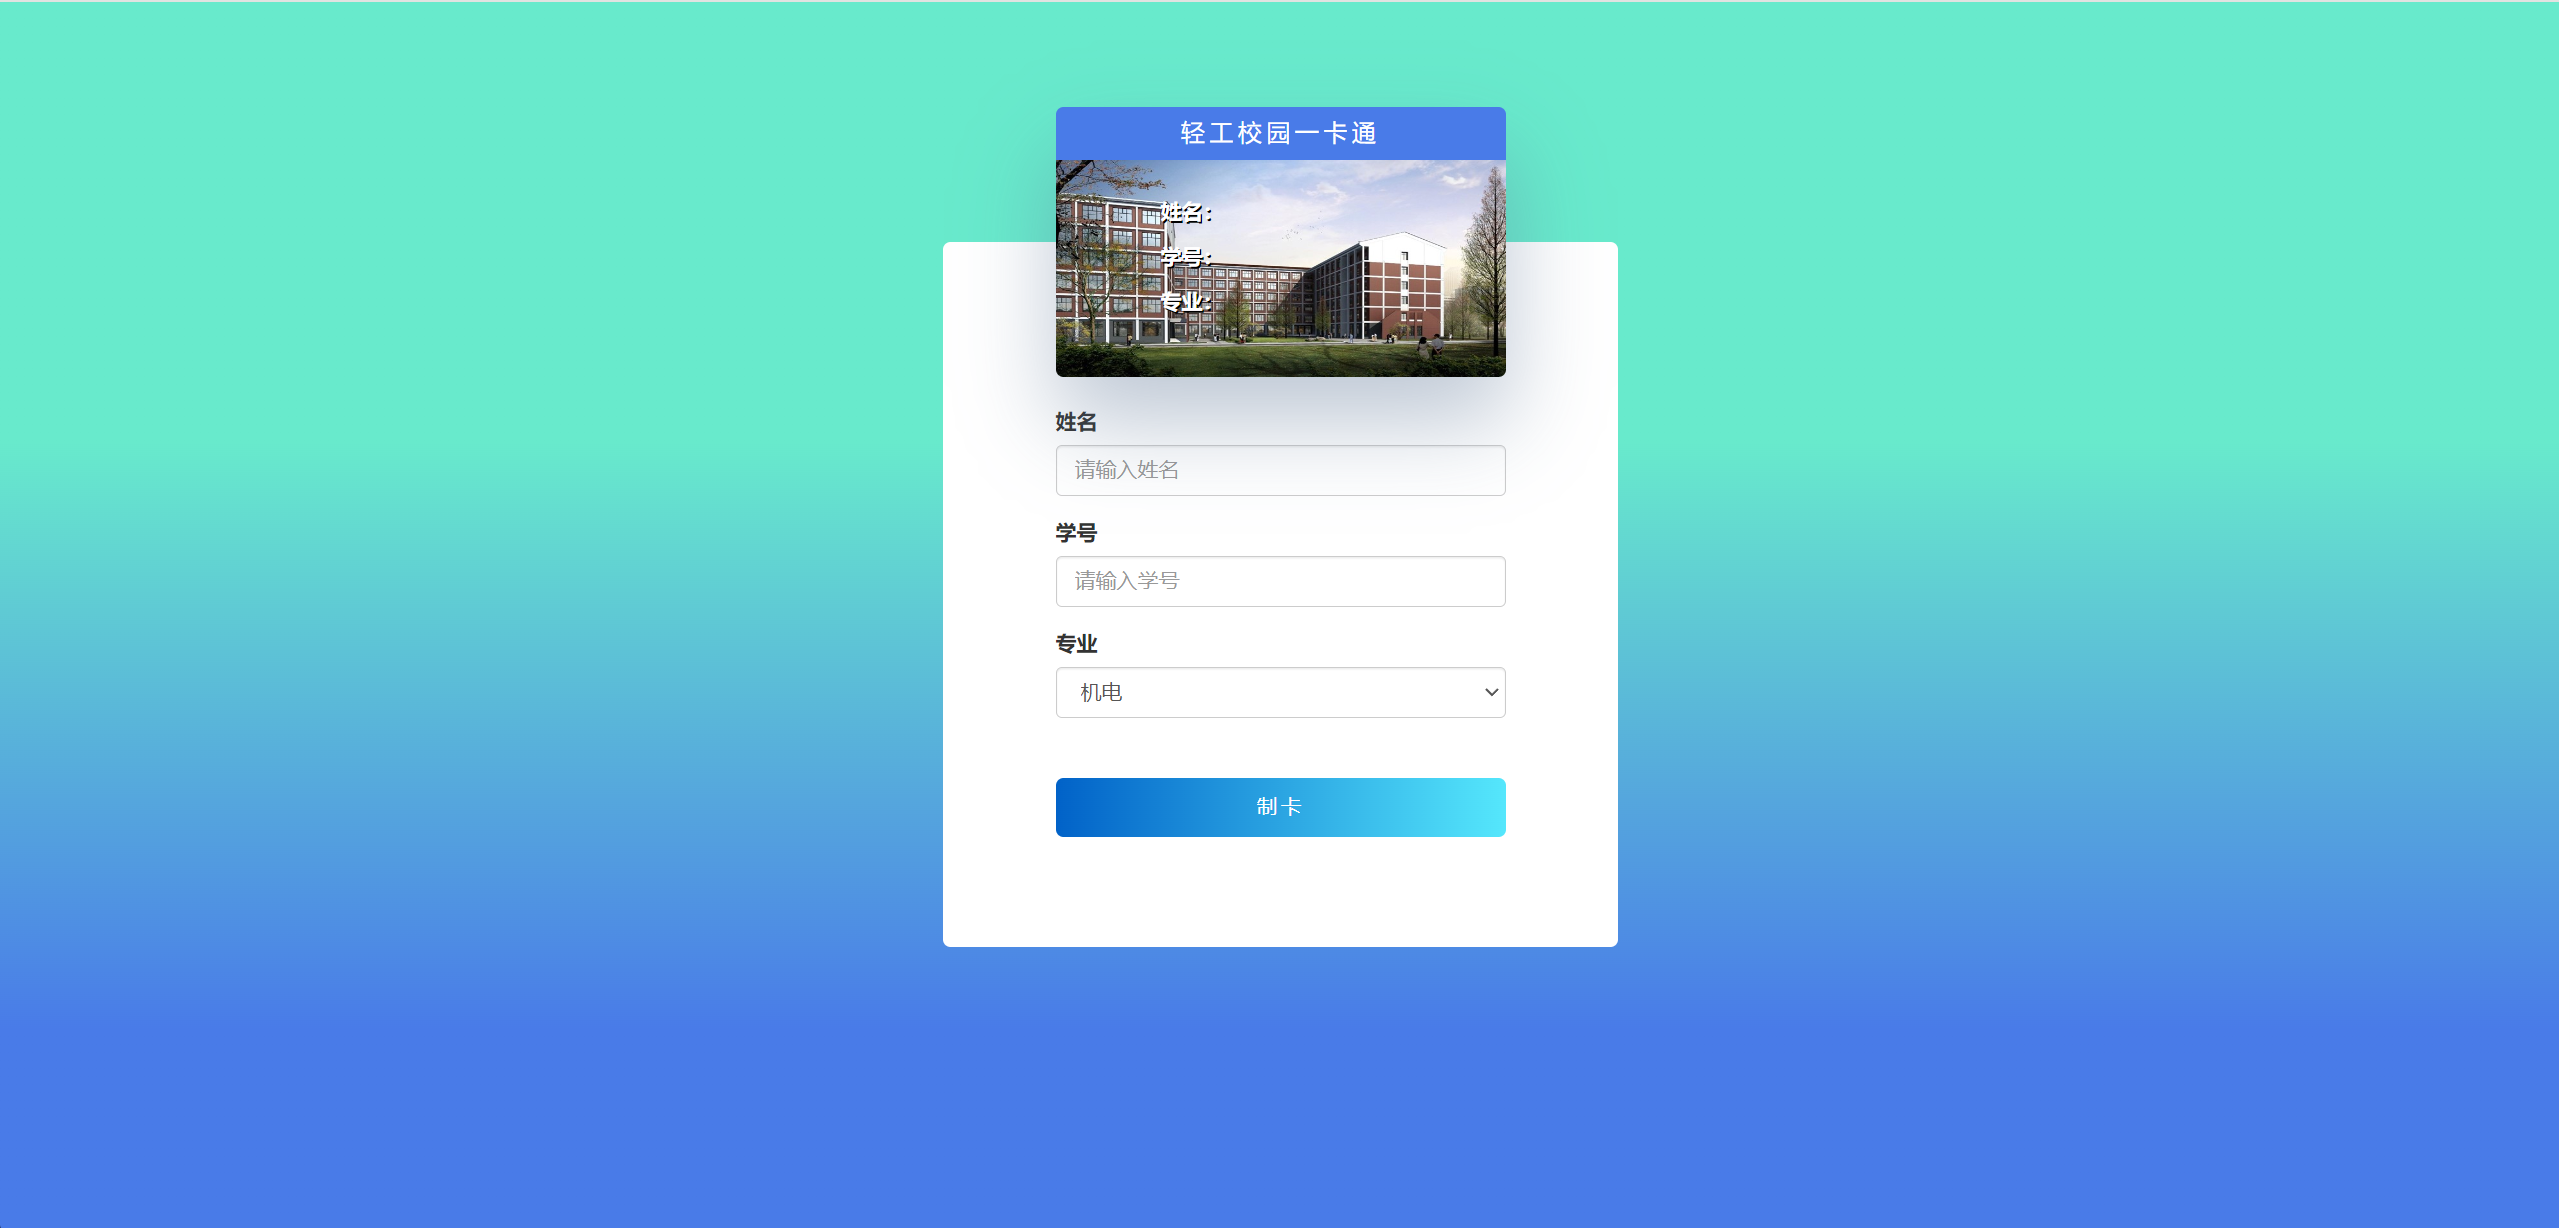 轻工校园一卡通
姓名：
学号：
专业：
姓名
请输入姓名
学号
请输入学号
专业
机电
制卡